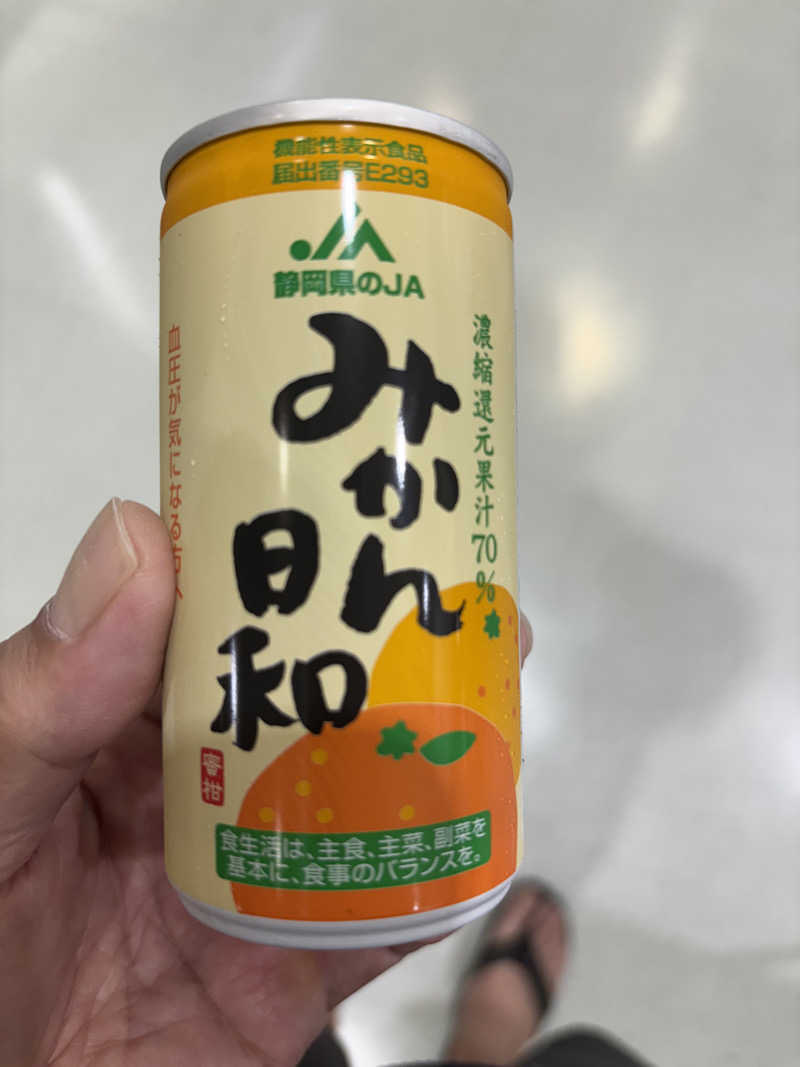 機能性表示食品
届出番号E293
静岡県のJA
濃縮還元果汁70%
みかん
日和
血圧が気になる方へ
蜜柑
食生活は、主食、主菜、副菜を
基本に、食事のバランスを。